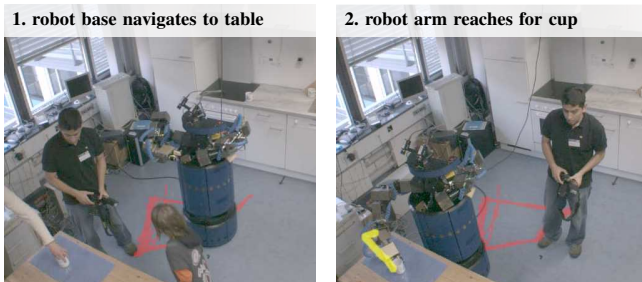 1. robot base navigates to table
2. robot arm reaches for cup